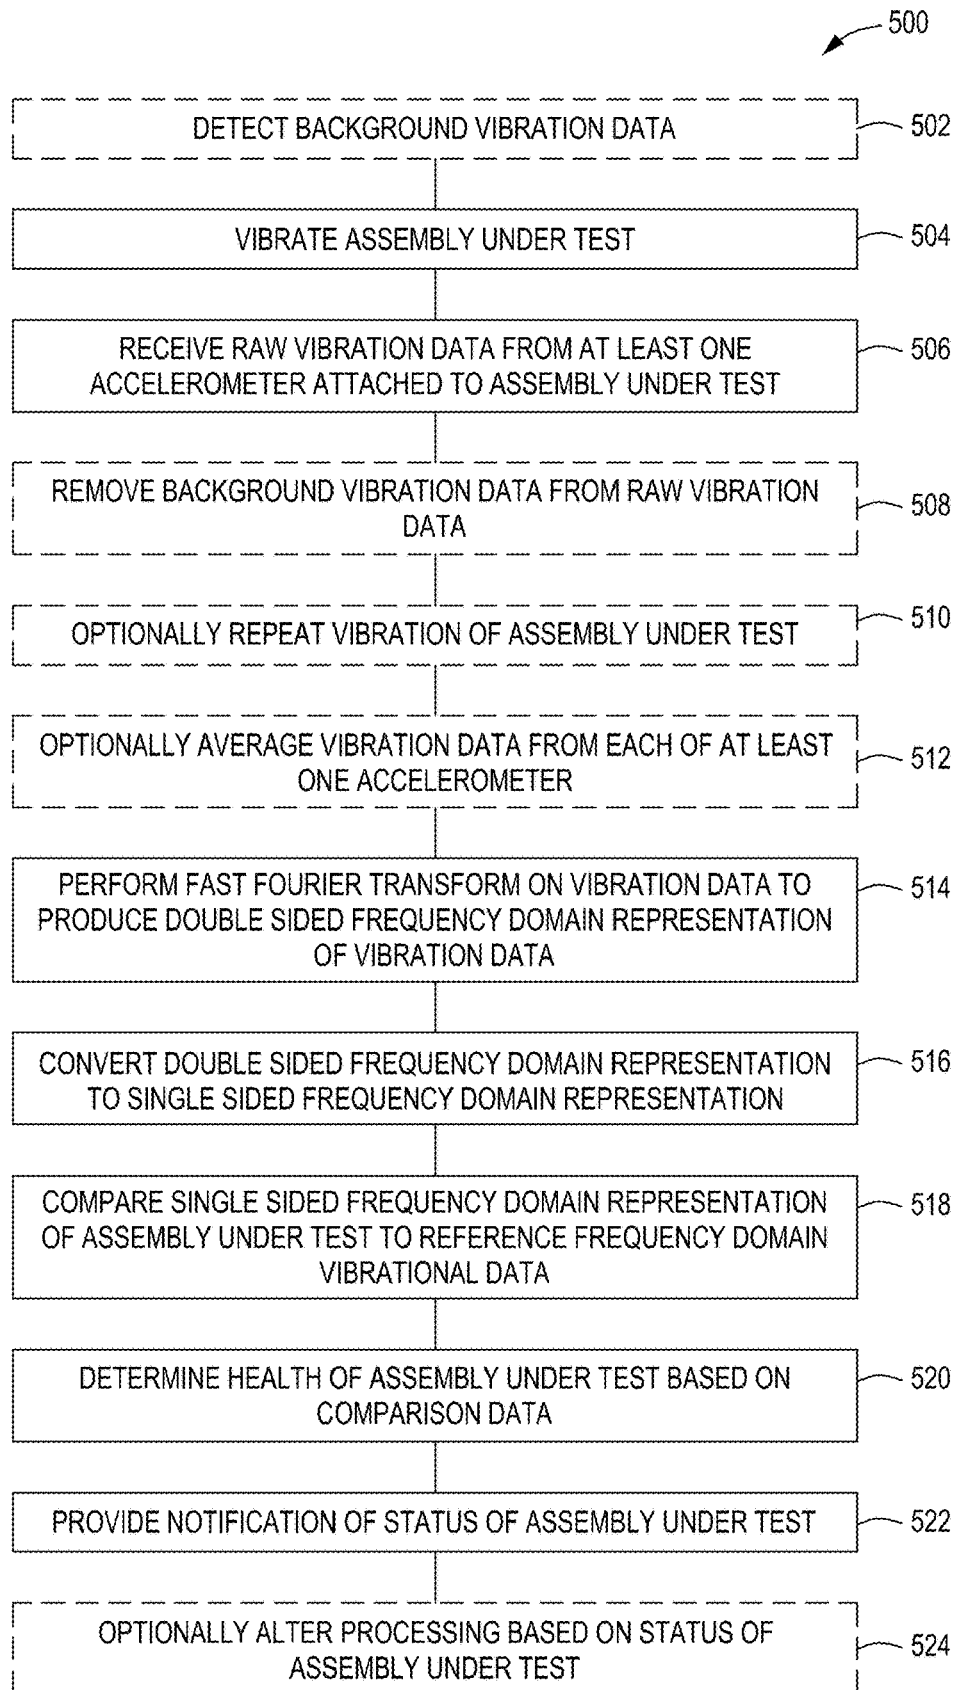 500
DETECT BACKGROUND VIBRATION DATA
502
VIBRATE ASSEMBLY UNDER TEST
504
RECEIVE RAW VIBRATION DATA FROM AT LEAST ONE
ACCELEROMETER ATTACHED TO ASSEMBLY UNDER TEST
506
REMOVE BACKGROUND VIBRATION DATA FROM RAW VIBRATION
DATA
508
OPTIONALLY REPEAT VIBRATION OF ASSEMBLY UNDER TEST
510
OPTIONALLY AVERAGE VIBRATION DATA FROM EACH OF AT LEAST
ONE ACCELEROMETER
512
PERFORM FAST FOURIER TRANSFORM ON VIBRATION DATA TO
PRODUCE DOUBLE SIDED FREQUENCY DOMAIN REPRESENTATION
OF VIBRATION DATA
514
CONVERT DOUBLE SIDED FREQUENCY DOMAIN REPRESENTATION
TO SINGLE SIDED FREQUENCY DOMAIN REPRESENTATION
516
COMPARE SINGLE SIDED FREQUENCY DOMAIN REPRESENTATION
OF ASSEMBLY UNDER TEST TO REFERENCE FREQUENCY DOMAIN
VIBRATIONAL DATA
518
DETERMINE HEALTH OF ASSEMBLY UNDER TEST BASED ON
COMPARISON DATA
520
PROVIDE NOTIFICATION OF STATUS OF ASSEMBLY UNDER TEST
522
OPTIONALLY ALTER PROCESSING BASED ON STATUS OF
ASSEMBLY UNDER TEST
524